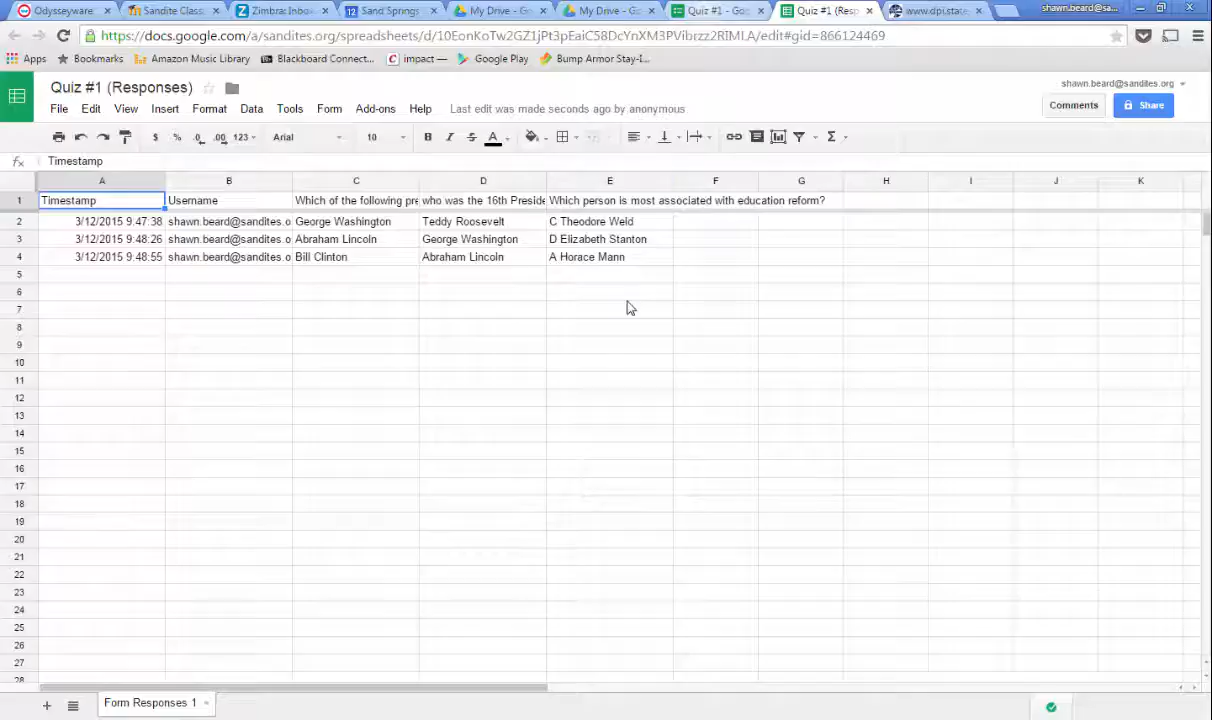 Odysseyware
Sandite Class
Zimbra: Inbox
Sand Springs
My Drive - Go
My Drive - Go
Quiz #1 - Goo
Quiz #1 (Resp
www.dpi.state
shawn.beard@sa...
https://docs.google.com/a/sandites.org/spreadsheets/d/10EonKoTw2GZ1jPt3pEaiC58DcYnXM3PVibrzz2RIMLA/edit#gid=866124469
Apps
Bookmarks
Amazon Music Library
Blackboard Connect...
impact —
Google Play
Bump Armor Stay-I...
Quiz #1 (Responses)
shawn.beard@sandites.org
File Edit View Insert Format Data Tools Form Add-ons Help Last edit was made seconds ago by anonymous
Comments
Share
$ % .0 .00 123 Arial 10 B I S A Σ
fx Timestamp
A B C D E F G H I J K
1 Timestamp Username Which of the following pre who was the 16th Preside Which person is most associated with education reform?
2 3/12/2015 9:47:38 shawn.beard@sandites.o George Washington Teddy Roosevelt C Theodore Weld
3 3/12/2015 9:48:26 shawn.beard@sandites.o Abraham Lincoln George Washington D Elizabeth Stanton
4 3/12/2015 9:48:55 shawn.beard@sandites.o Bill Clinton Abraham Lincoln A Horace Mann
5
6
7
8
9
10
11
12
13
14
15
16
17
18
19
20
21
22
23
24
25
26
27
28
Form Responses 1